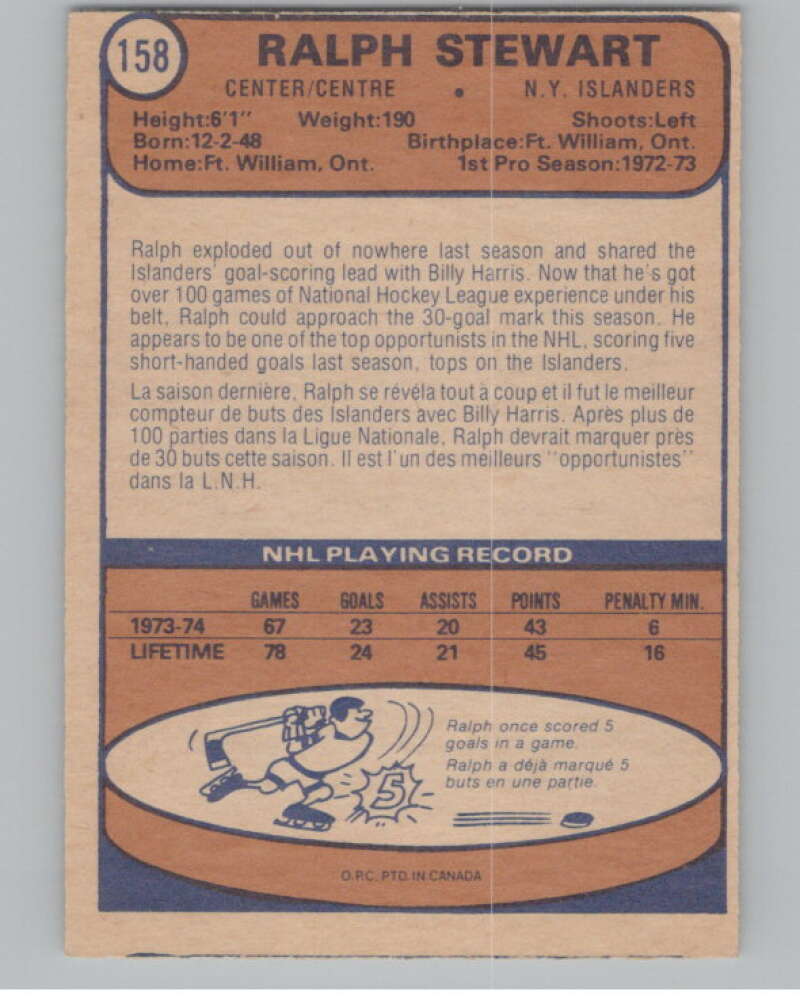 158
RALPH STEWART
CENTER/CENTRE • N.Y. ISLANDERS
Height:6'1" Weight:190 Shoots:Left
Born:12-2-48 Birthplace:Ft. William, Ont.
Home:Ft. William, Ont. 1st Pro Season:1972-73
Ralph exploded out of nowhere last season and shared the
Islanders' goal-scoring lead with Billy Harris. Now that he's got
over 100 games of National Hockey League experience under his
belt, Ralph could approach the 30-goal mark this season. He
appears to be one of the top opportunists in the NHL, scoring five
short-handed goals last season, tops on the Islanders.
La saison dernière, Ralph se révéla tout à coup et il fut le meilleur
compteur de buts des Islanders avec Billy Harris. Après plus de
100 parties dans la Ligue Nationale, Ralph devrait marquer près
de 30 buts cette saison. Il est l'un des meilleurs "opportunistes"
dans la L.N.H.
NHL PLAYING RECORD
GAMES GOALS ASSISTS POINTS PENALTY MIN.
1973-74 67 23 20 43 6
LIFETIME 78 24 21 45 16
Ralph once scored 5
goals in a game.
Ralph a déjà marqué 5
buts en une partie.
5
O.P.C. PTD. IN CANADA